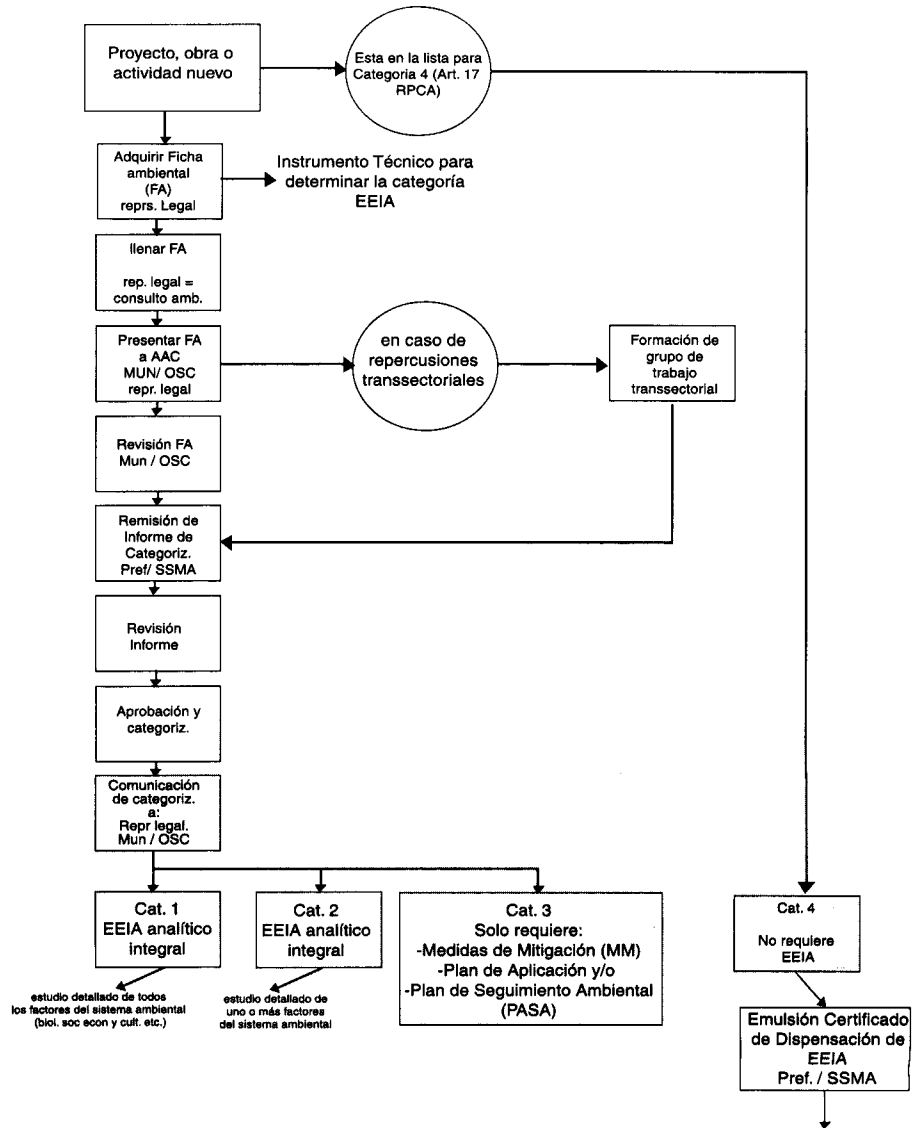 Proyecto, obra o
actividad nuevo
Esta en la lista para
Categoria 4 (Art. 17
RPCA)
Adquirir Ficha
ambiental
(FA)
reprs. Legal
Instrumento Técnico para
determinar la categoría
EEIA
llenar FA
rep. legal =
consulto amb.
Presentar FA
a AAC
MUN/ OSC
repr. legal
en caso de
repercusiones
transsectoriales
Formación de
grupo de
trabajo
transsectorial
Revisión FA
Mun / OSC
Remisión de
Informe de
Categoriz.
Pref/ SSMA
Revisión
Informe
Aprobación y
categoriz.
Comunicación
de categoriz.
a:
Repr legal.
Mun / OSC
Cat. 1
EEIA analítico
integral
Cat. 2
EEIA analítico
integral
Cat. 3
Solo requiere:
-Medidas de Mitigación (MM)
-Plan de Aplicación y/o
-Plan de Seguimiento Ambiental
(PASA)
Cat. 4
No requiere
EEIA
estudio detallado de todos
los factores del sistema ambiental
(biol. soc econ y cult. etc.)
estudio detallado de
uno o más factores
del sistema ambiental
Emulsión Certificado
de Dispensación de
EEIA
Pref. / SSMA